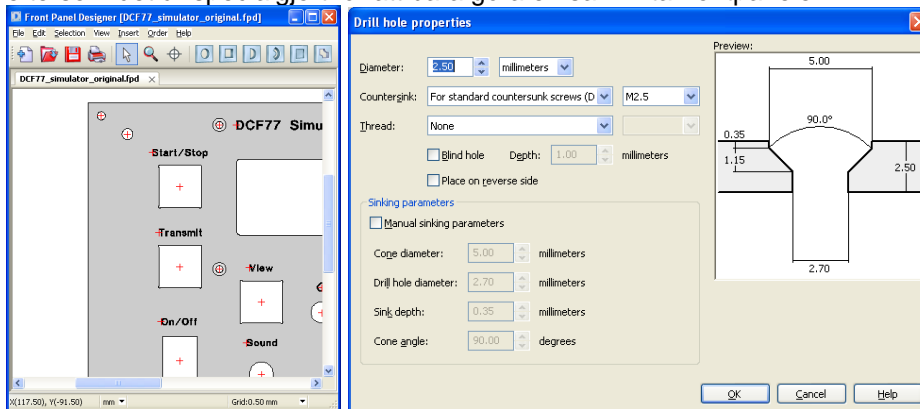 Front Panel Designer [DCF77_simulator_original.fpd]
File Edit Selection View Insert Order Help
DCF77_simulator_original.fpd
DCF77 Simu
Start/Stop
Transmit
View
On/Off
Sound
X(117.50), Y(-91.50) mm Grid:0.50 mm
Drill hole properties
Diameter: 2.50 millimeters
Countersink: For standard countersunk screws (D M2.5
Thread: None
Blind hole Depth: 1.00 millimeters
Place on reverse side
Sinking parameters
Manual sinking parameters
Cone diameter: 5.00 millimeters
Drill hole diameter: 2.70 millimeters
Sink depth: 0.35 millimeters
Cone angle: 90.00 degrees
Preview:
5.00
90.0°
0.35
1.15
2.50
2.70
OK Cancel Help